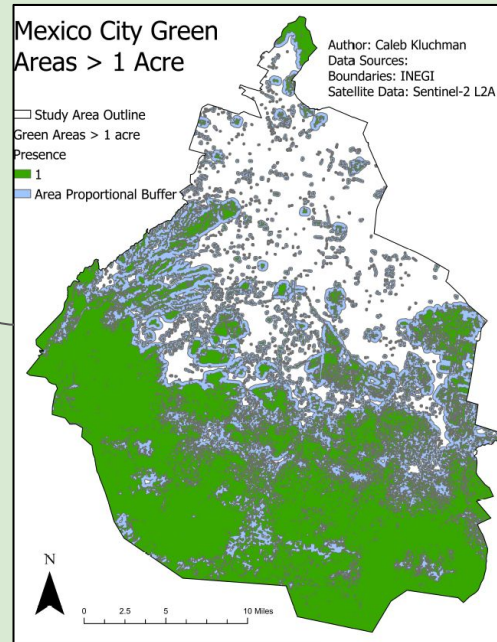 Mexico City Green
Areas > 1 Acre
Author: Caleb Kluchman
Data Sources:
Boundaries: INEGI
Satellite Data: Sentinel-2 L2A
Study Area Outline
Green Areas > 1 acre
Presence
1
Area Proportional Buffer
N
0 2.5 5 10 Miles